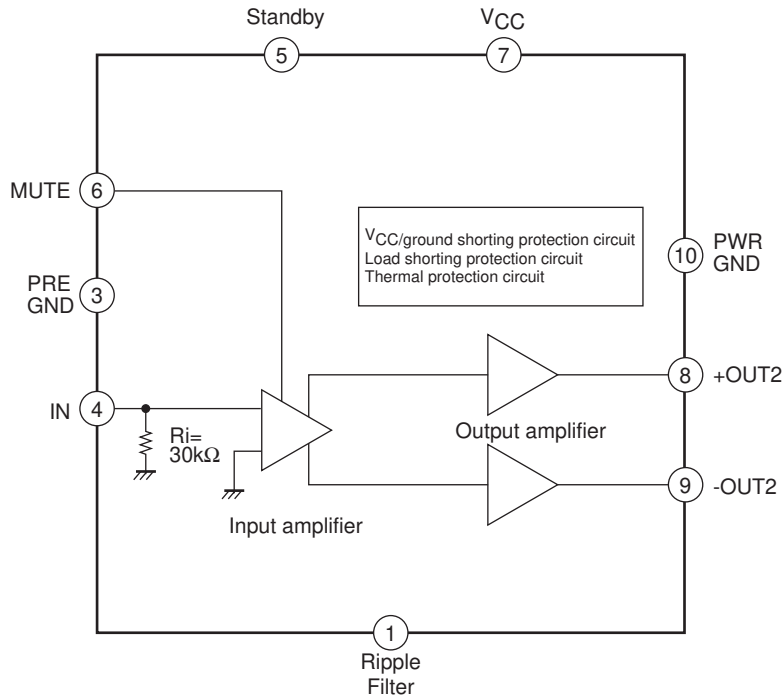 Standby
VCC
5
7
MUTE
6
VCC/ground shorting protection circuit
Load shorting protection circuit
Thermal protection circuit
10
PWR
GND
PRE
GND
3
8
+OUT2
IN
4
Ri=
30kΩ
Output amplifier
9
-OUT2
Input amplifier
1
Ripple
Filter